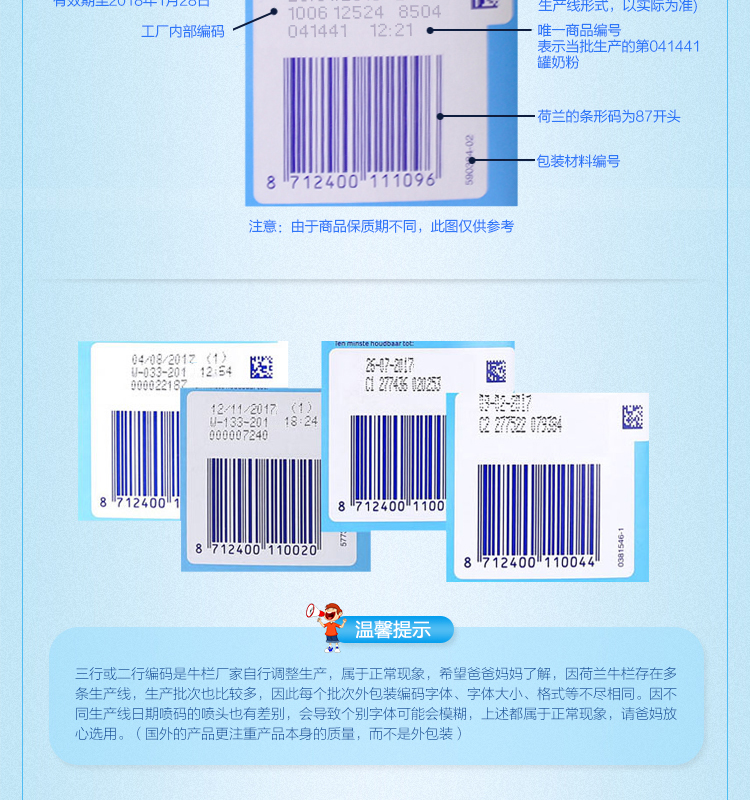 有效期至2018年1月28日
生产线形式，以实际为准)
1006 12524 8504
工厂内部编码
041441 12:21
唯一商品编号
表示当批生产的第041441
罐奶粉
荷兰的条形码为87开头
包装材料编号
8 712400 111096
注意：由于商品保质期不同，此图仅供参考
04/08/2017 (1)
W-033-201 12:54
000022187
Ten minste houdbaar tot:
26-07-2017
C1 277436 020253
12/11/2017 (1)
W-133-201 18:24
000007240
03-02-2017
C2 277522 079384
8 712400 1
8 712400 1100
8 712400 110020
577
8 712400 110044
0381546-1
温馨提示
三行或二行编码是牛栏厂家自行调整生产，属于正常现象，希望爸爸妈妈了解，因荷兰牛栏存在多
条生产线，生产批次也比较多，因此每个批次外包装编码字体、字体大小、格式等不尽相同。因不
同生产线日期喷码的喷头也有差别，会导致个别字体可能会模糊，上述都属于正常现象，请爸妈放
心选用。（国外的产品更注重产品本身的质量，而不是外包装）